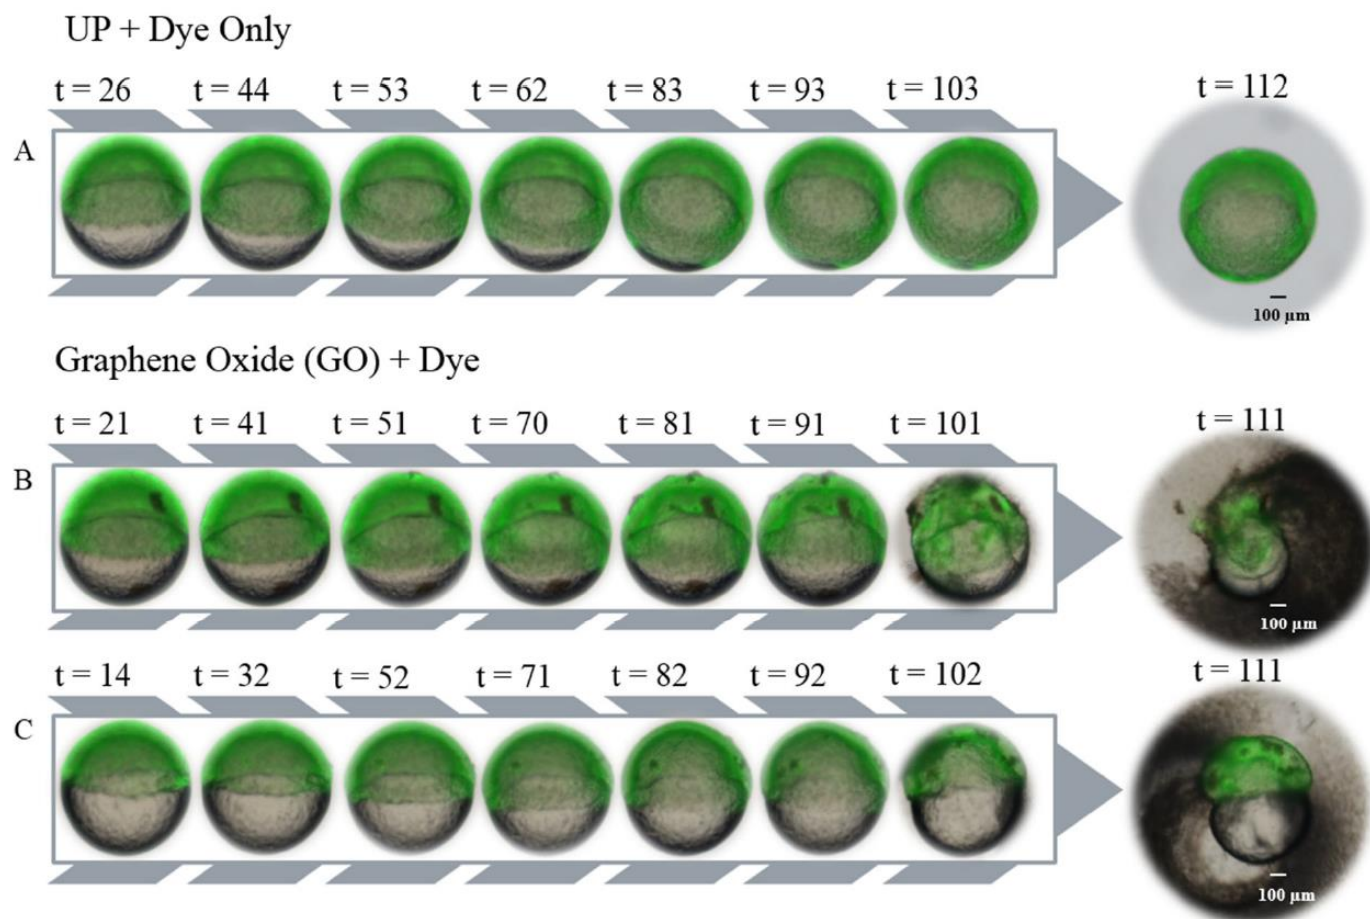 UP + Dye Only
t = 26 t = 44 t = 53 t = 62 t = 83 t = 93 t = 103 t = 112
A
100 µm
Graphene Oxide (GO) + Dye
t = 21 t = 41 t = 51 t = 70 t = 81 t = 91 t = 101 t = 111
B
100 µm
t = 14 t = 32 t = 52 t = 71 t = 82 t = 92 t = 102 t = 111
C
100 µm